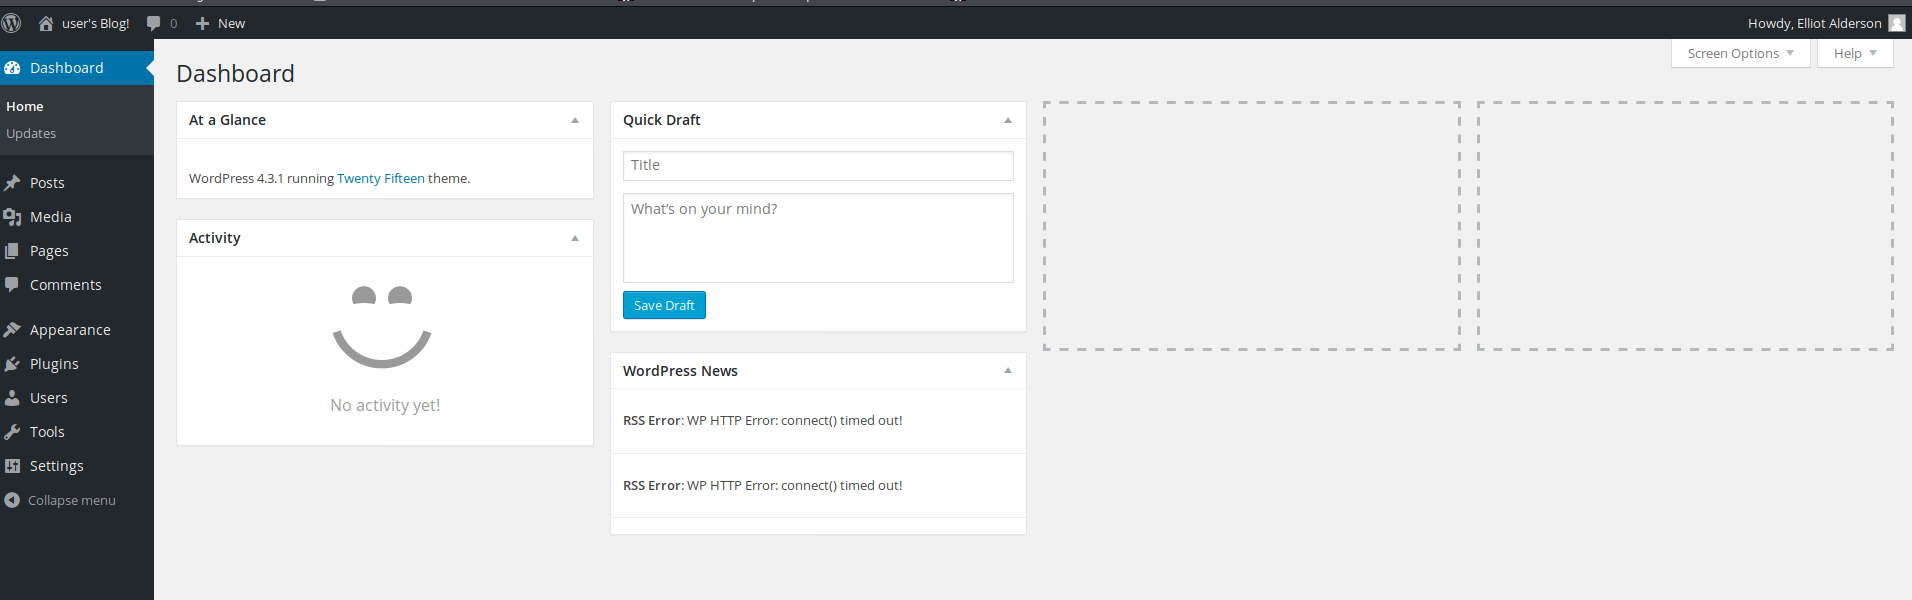 user's Blog!
0
New
Howdy, Elliot Alderson
Dashboard
Home
Updates
Posts
Media
Pages
Comments
Appearance
Plugins
Users
Tools
Settings
Collapse menu
Screen Options
Help
Dashboard
At a Glance
WordPress 4.3.1 running Twenty Fifteen theme.
Activity
No activity yet!
Quick Draft
Title
What's on your mind?
Save Draft
WordPress News
RSS Error: WP HTTP Error: connect() timed out!
RSS Error: WP HTTP Error: connect() timed out!